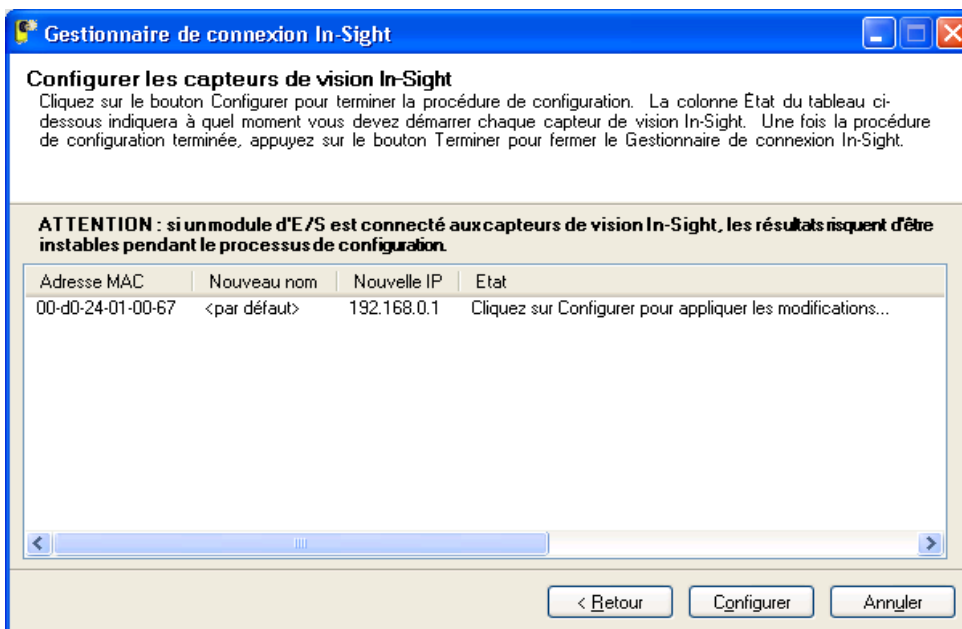 Gestionnaire de connexion In-Sight
Configurer les capteurs de vision In-Sight
Cliquez sur le bouton Configurer pour terminer la procédure de configuration. La colonne État du tableau ci-
dessous indiquera à quel moment vous devez démarrer chaque capteur de vision In-Sight. Une fois la procédure
de configuration terminée, appuyez sur le bouton Terminer pour fermer le Gestionnaire de connexion In-Sight.
ATTENTION : si un module d'E/S est connecté aux capteurs de vision In-Sight, les résultats risquent d'être
instables pendant le processus de configuration.
Adresse MAC Nouveau nom Nouvelle IP Etat
00-d0-24-01-00-67 <par défaut> 192.168.0.1 Cliquez sur Configurer pour appliquer les modifications...
< Retour Configurer Annuler